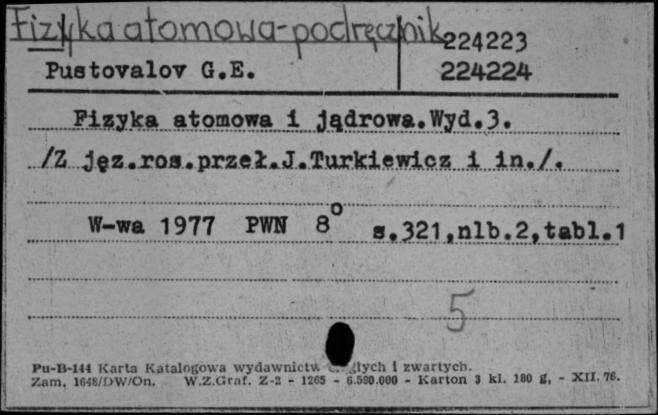 Fizyka atomowa-podręcznik
224223
Pustovalov G.E. 224224
Fizyka atomowa i jądrowa.Wyd.3.
/Z jęz.ros.przeł.J.Turkiewicz i in./.
W-wa 1977 PWN 8° s.321,nlb.2,tabl.1
5
Pu-B-144 Karta Katalogowa wydawnictw i zwartych.
Zam. 1648/DW/On. W.Z.Graf. Z-2 - 1265 - 6.590.000 - Karton 3 kl. 180 g, - XII. 76.